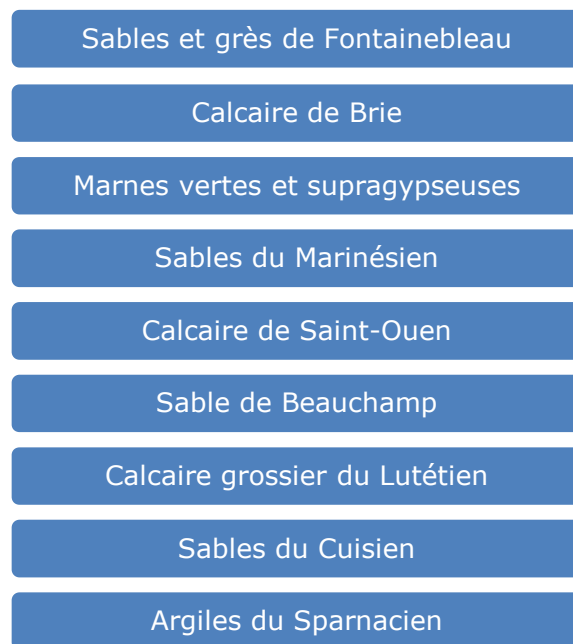 Sables et grès de Fontainebleau
Calcaire de Brie
Marnes vertes et supragypseuses
Sables du Marinésien
Calcaire de Saint-Ouen
Sable de Beauchamp
Calcaire grossier du Lutétien
Sables du Cuisien
Argiles du Sparnacien